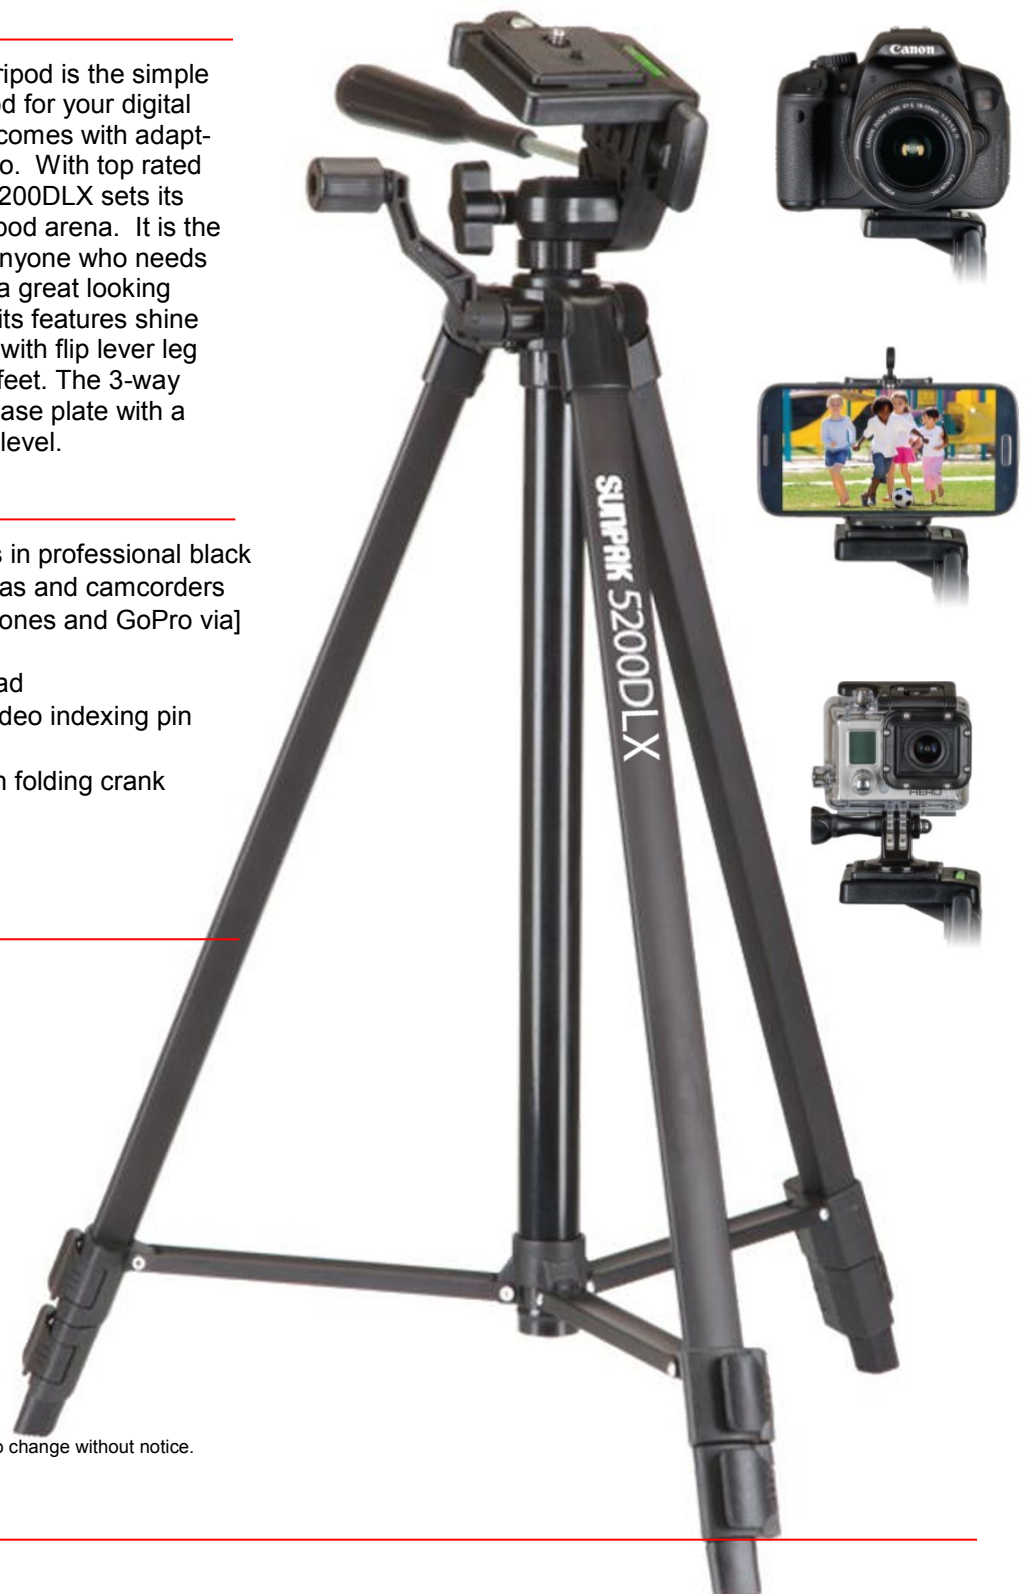 ripod is the simple
od for your digital
comes with adapt-
o.  With top rated
200DLX sets its
pod arena.  It is the
nyone who needs
a great looking
its features shine
with flip lever leg
feet. The 3-way
ase plate with a
level.
s in professional black
as and camcorders
ones and GoPro via]
ad
deo indexing pin
n folding crank
o change without notice.
SUNPAK 5200DLX
Canon
HERO